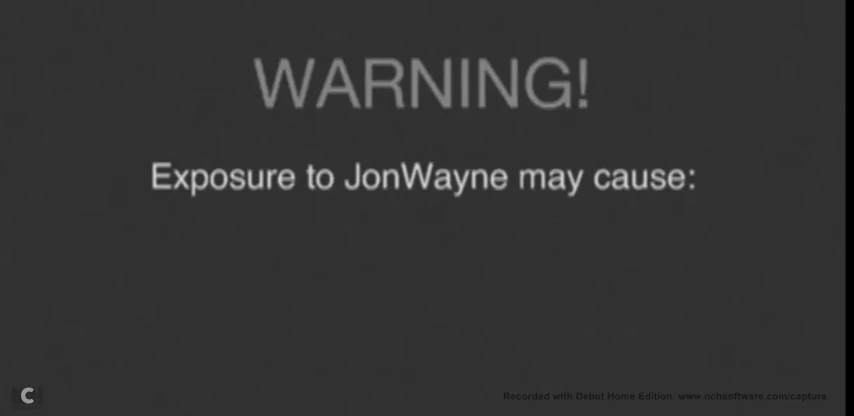 WARNING!
Exposure to JonWayne may cause:
C
Recorded with Debut Home Edition. www.nchsoftware.com/capture